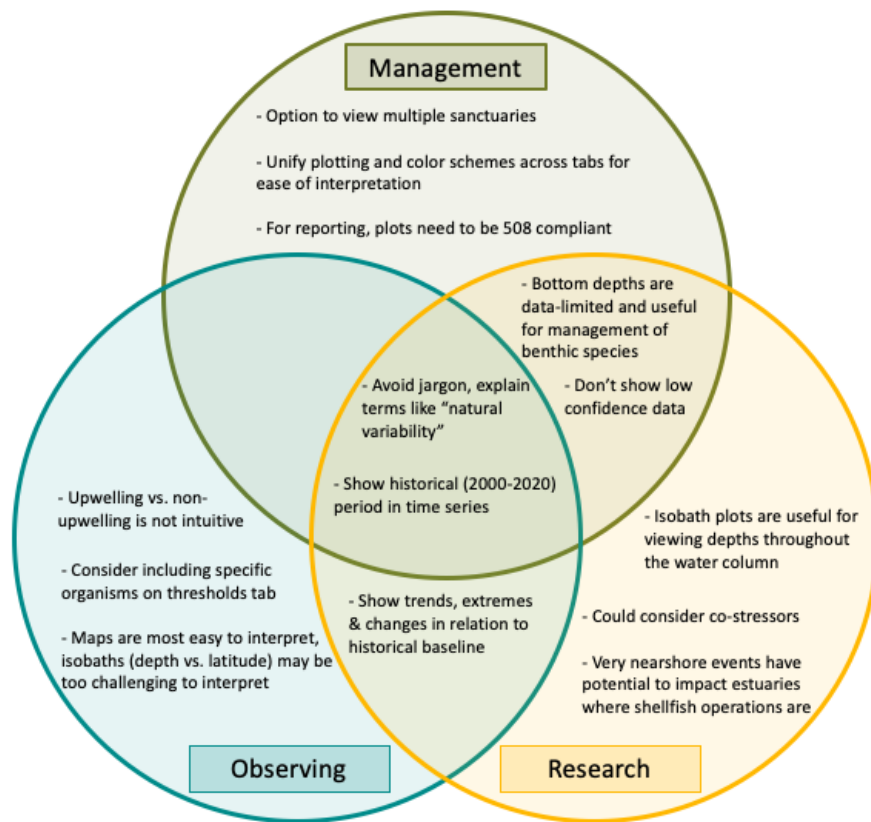 Management
- Option to view multiple sanctuaries
- Unify plotting and color schemes across tabs for
ease of interpretation
- For reporting, plots need to be 508 compliant
- Bottom depths are
data-limited and useful
for management of
benthic species
- Don’t show low
confidence data
- Avoid jargon, explain
terms like “natural
variability”
- Show historical (2000-2020)
period in time series
- Upwelling vs. non-
upwelling is not intuitive
- Consider including specific
organisms on thresholds tab
- Maps are most easy to interpret,
isobaths (depth vs. latitude) may be
too challenging to interpret
- Show trends, extremes
& changes in relation to
historical baseline
- Isobath plots are useful for
viewing depths throughout
the water column
- Could consider co-stressors
- Very nearshore events have
potential to impact estuaries
where shellfish operations are
Observing
Research